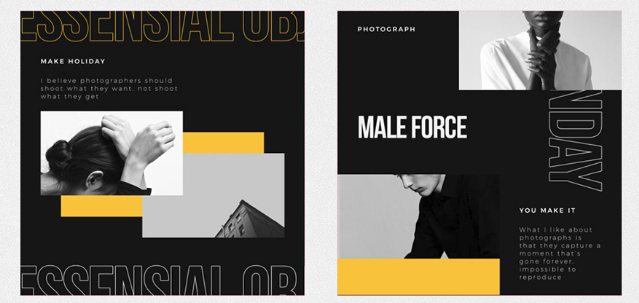 ESSENSIAL OBJ
MAKE HOLIDAY
I believe photographers should
shoot what they want, not shoot
what they get
ESSENSIAL OB
PHOTOGRAPH
MALE FORCE
NDAY
YOU MAKE IT
What I like about
photographs is
that they capture a
moment that's
gone forever,
impossible to
reproduce